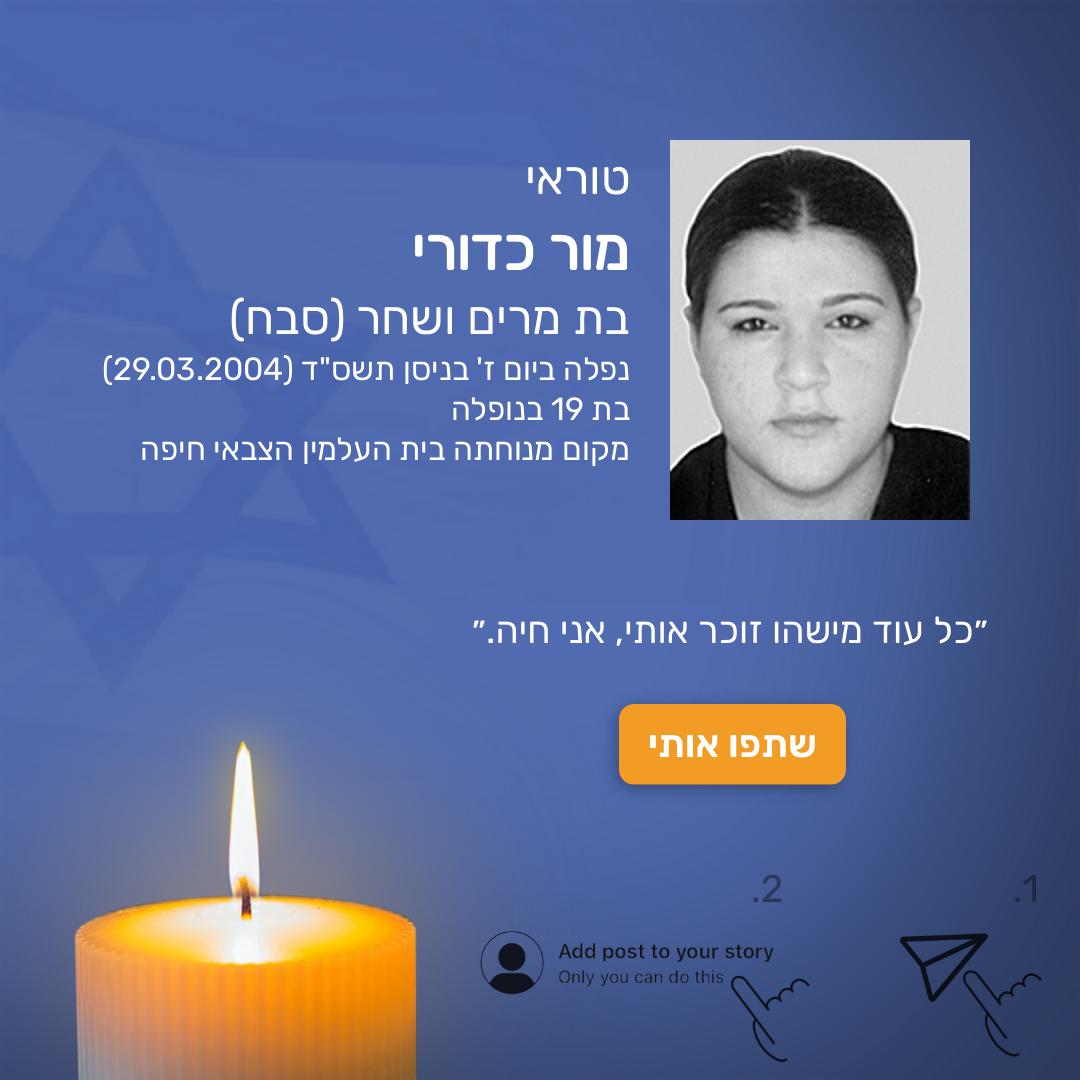 טוראי
מור כדורי
בת מרים ושחר (סבח)
נפלה ביום ז' בניסן תשס"ד (29.03.2004)
בת 19 בנופלה
מקום מנוחתה בית העלמין הצבאי חיפה
״כל עוד מישהו זוכר אותי, אני חיה.״
שתפו אותי
.1
.2
Add post to your story
Only you can do this